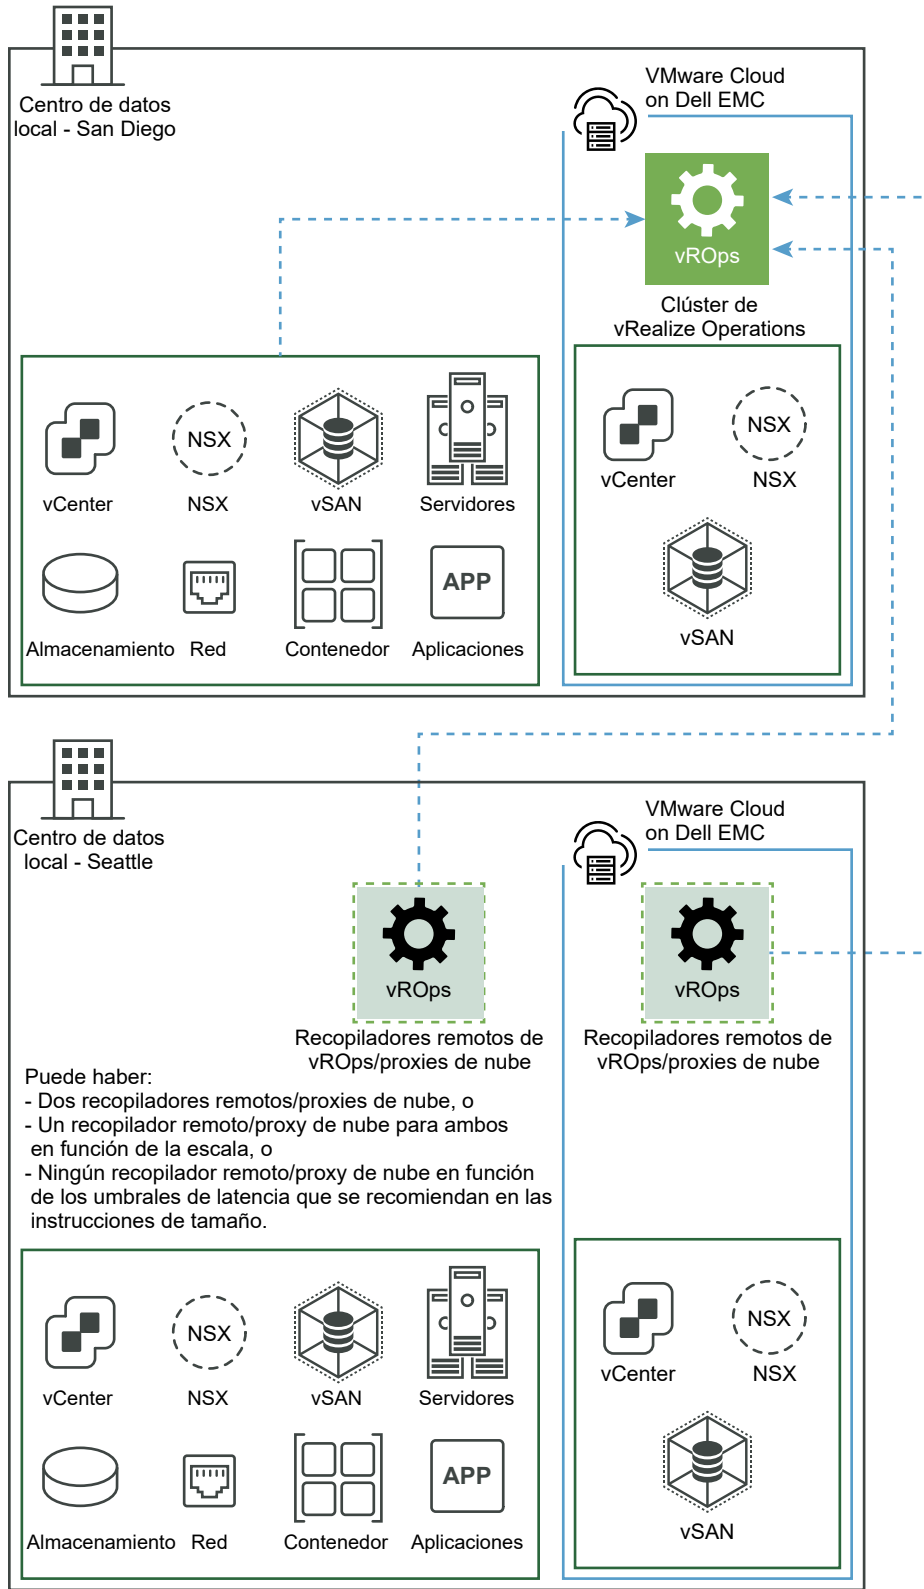 Centro de datos
local - San Diego
VMware Cloud
on Dell EMC
vROps
Clúster de
vRealize Operations
NSX
vCenter
NSX
vSAN
Servidores
APP
Almacenamiento
Red
Contenedor
Aplicaciones
NSX
vCenter
NSX
vSAN
Centro de datos
local - Seattle
VMware Cloud
on Dell EMC
vROps
Recopiladores remotos de
vROps/proxies de nube
vROps
Recopiladores remotos de
vROps/proxies de nube
Puede haber:
- Dos recopiladores remotos/proxies de nube, o
- Un recopilador remoto/proxy de nube para ambos
en función de la escala, o
- Ningún recopilador remoto/proxy de nube en función
de los umbrales de latencia que se recomiendan en las
instrucciones de tamaño.
NSX
vCenter
NSX
vSAN
Servidores
APP
Almacenamiento
Red
Contenedor
Aplicaciones
NSX
vCenter
NSX
vSAN